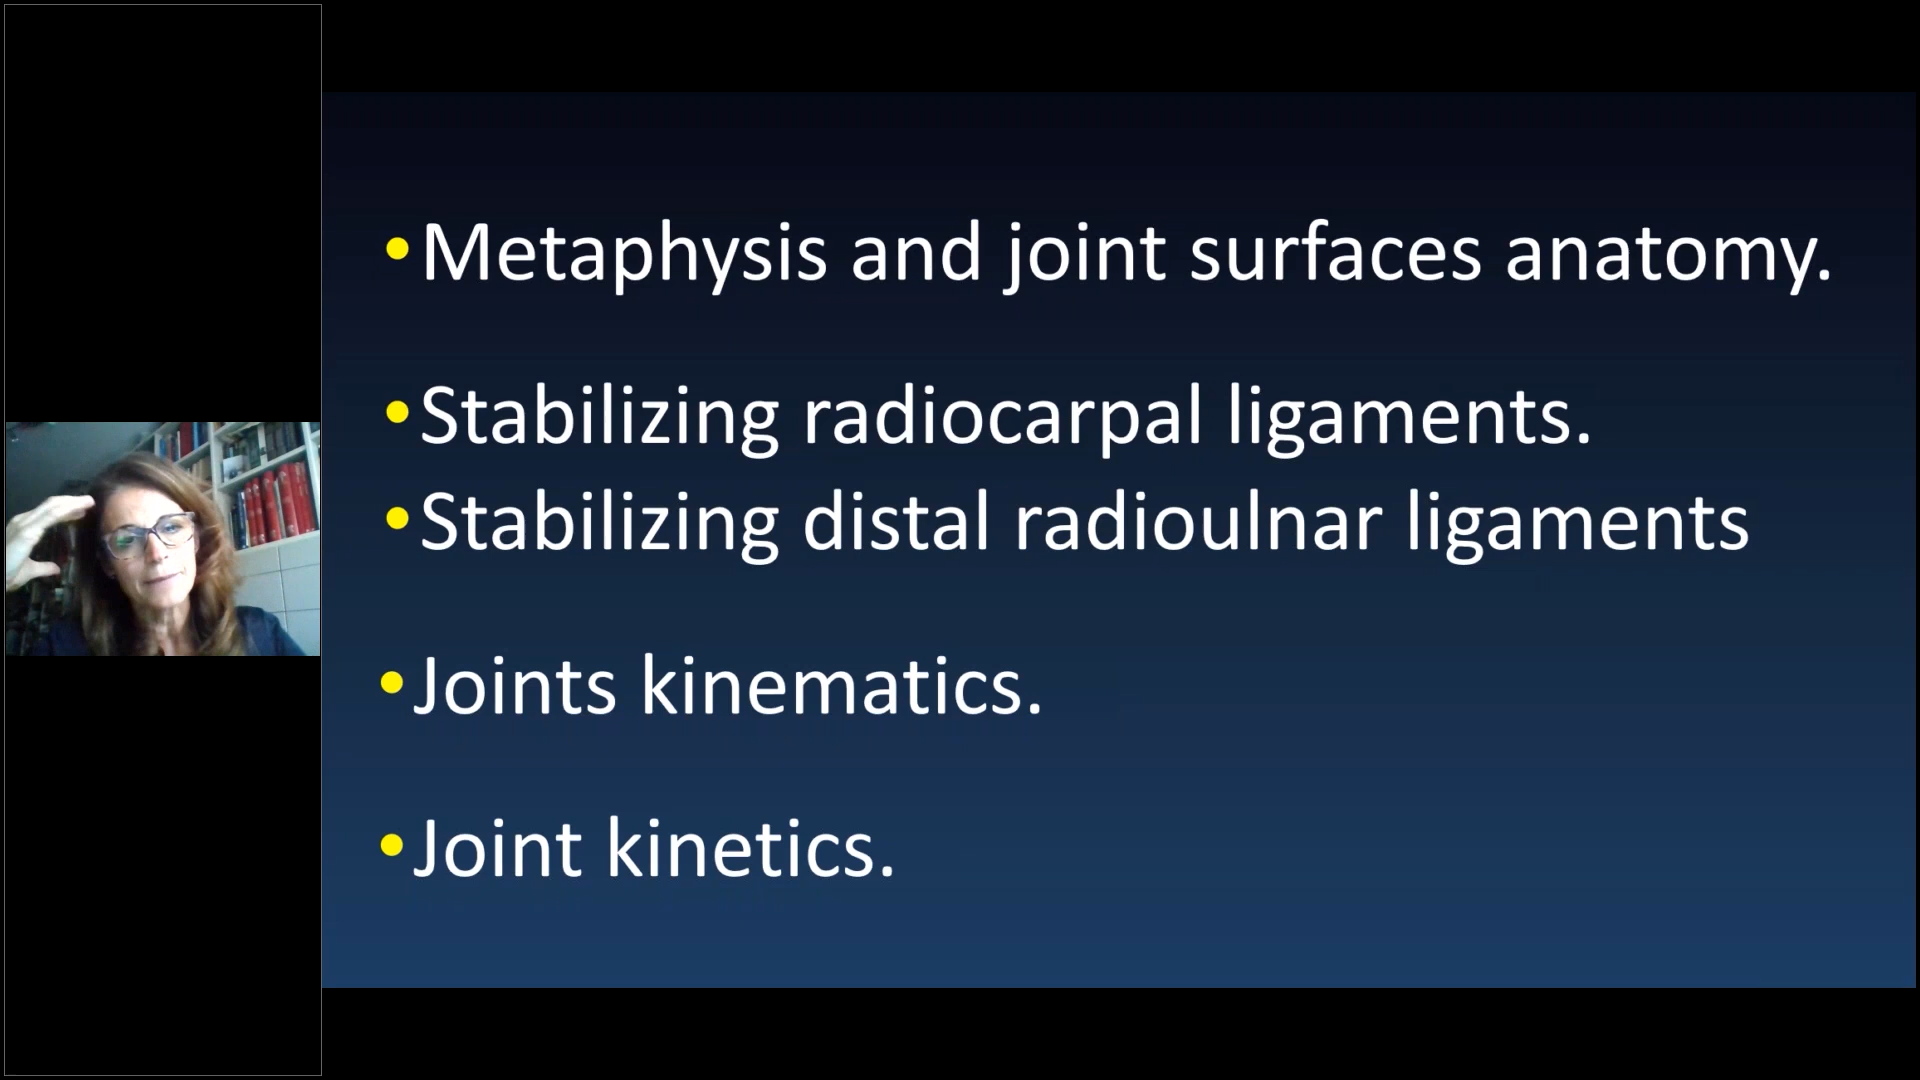 •Metaphysis and joint surfaces anatomy.
•Stabilizing radiocarpal ligaments.
•Stabilizing distal radioulnar ligaments
•Joints kinematics.
•Joint kinetics.